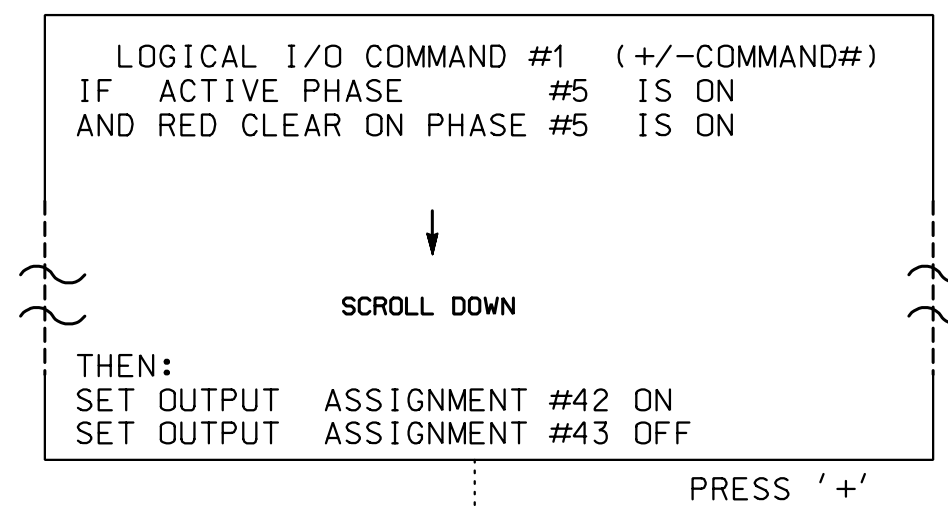 LOGICAL I/O COMMAND #1 (+/-COMMAND#)
IF ACTIVE PHASE #5 IS ON
AND RED CLEAR ON PHASE #5 IS ON
SCROLL DOWN
THEN:
SET OUTPUT ASSIGNMENT #42 ON
SET OUTPUT ASSIGNMENT #43 OFF
PRESS '+'